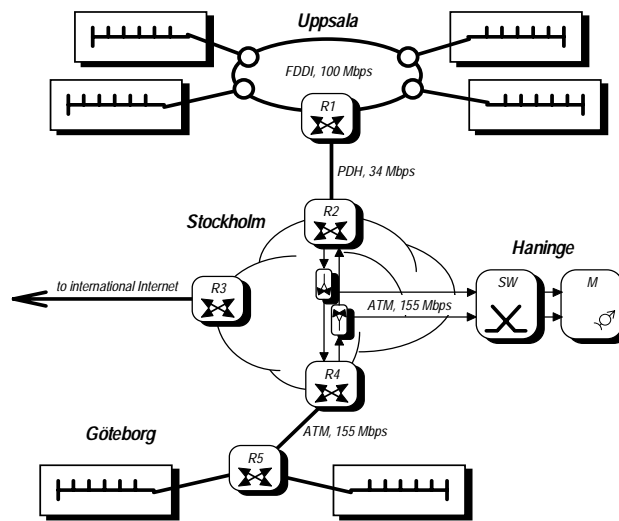 Uppsala
FDDI, 100 Mbps
R1
PDH, 34 Mbps
R2
Stockholm
Haninge
to international Internet
R3
SW
M
ATM, 155 Mbps
R4
ATM, 155 Mbps
Göteborg
R5